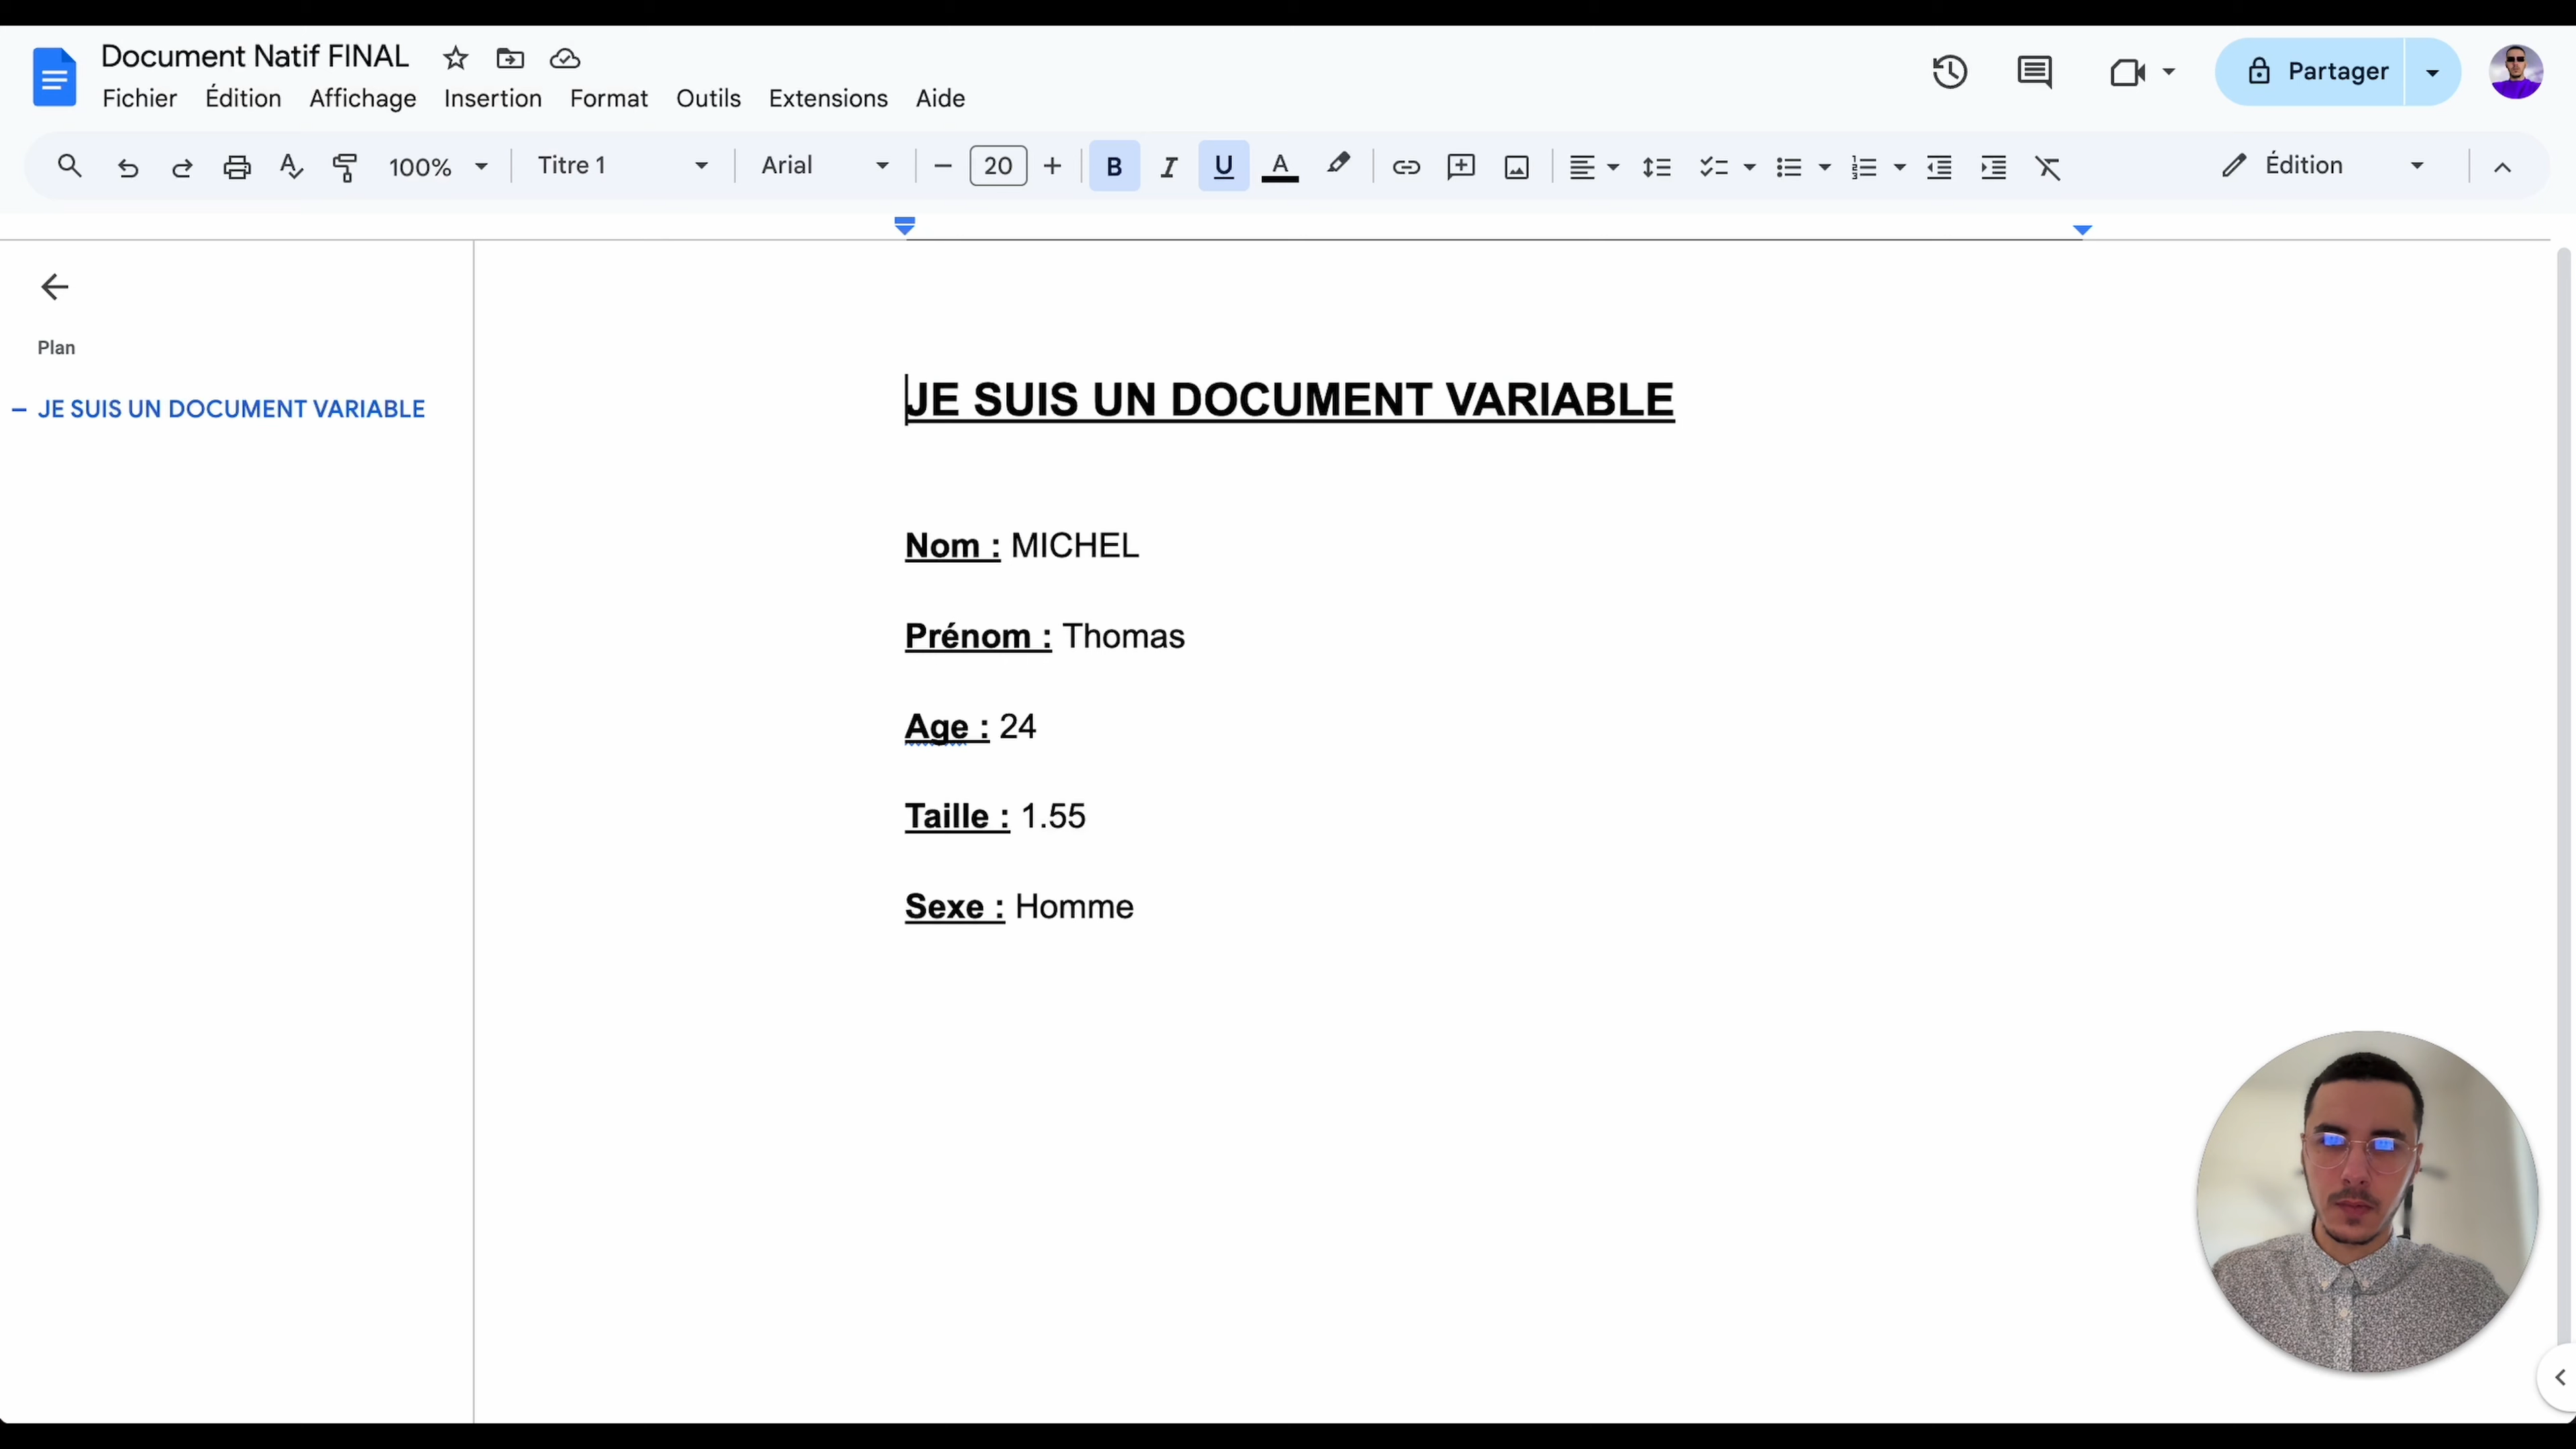 Document Natif FINAL
Fichier Édition Affichage Insertion Format Outils Extensions Aide
Partager
100% Titre 1 Arial 20 B I U A Édition
Plan
JE SUIS UN DOCUMENT VARIABLE
JE SUIS UN DOCUMENT VARIABLE
Nom : MICHEL
Prénom : Thomas
Age : 24
Taille : 1.55
Sexe : Homme